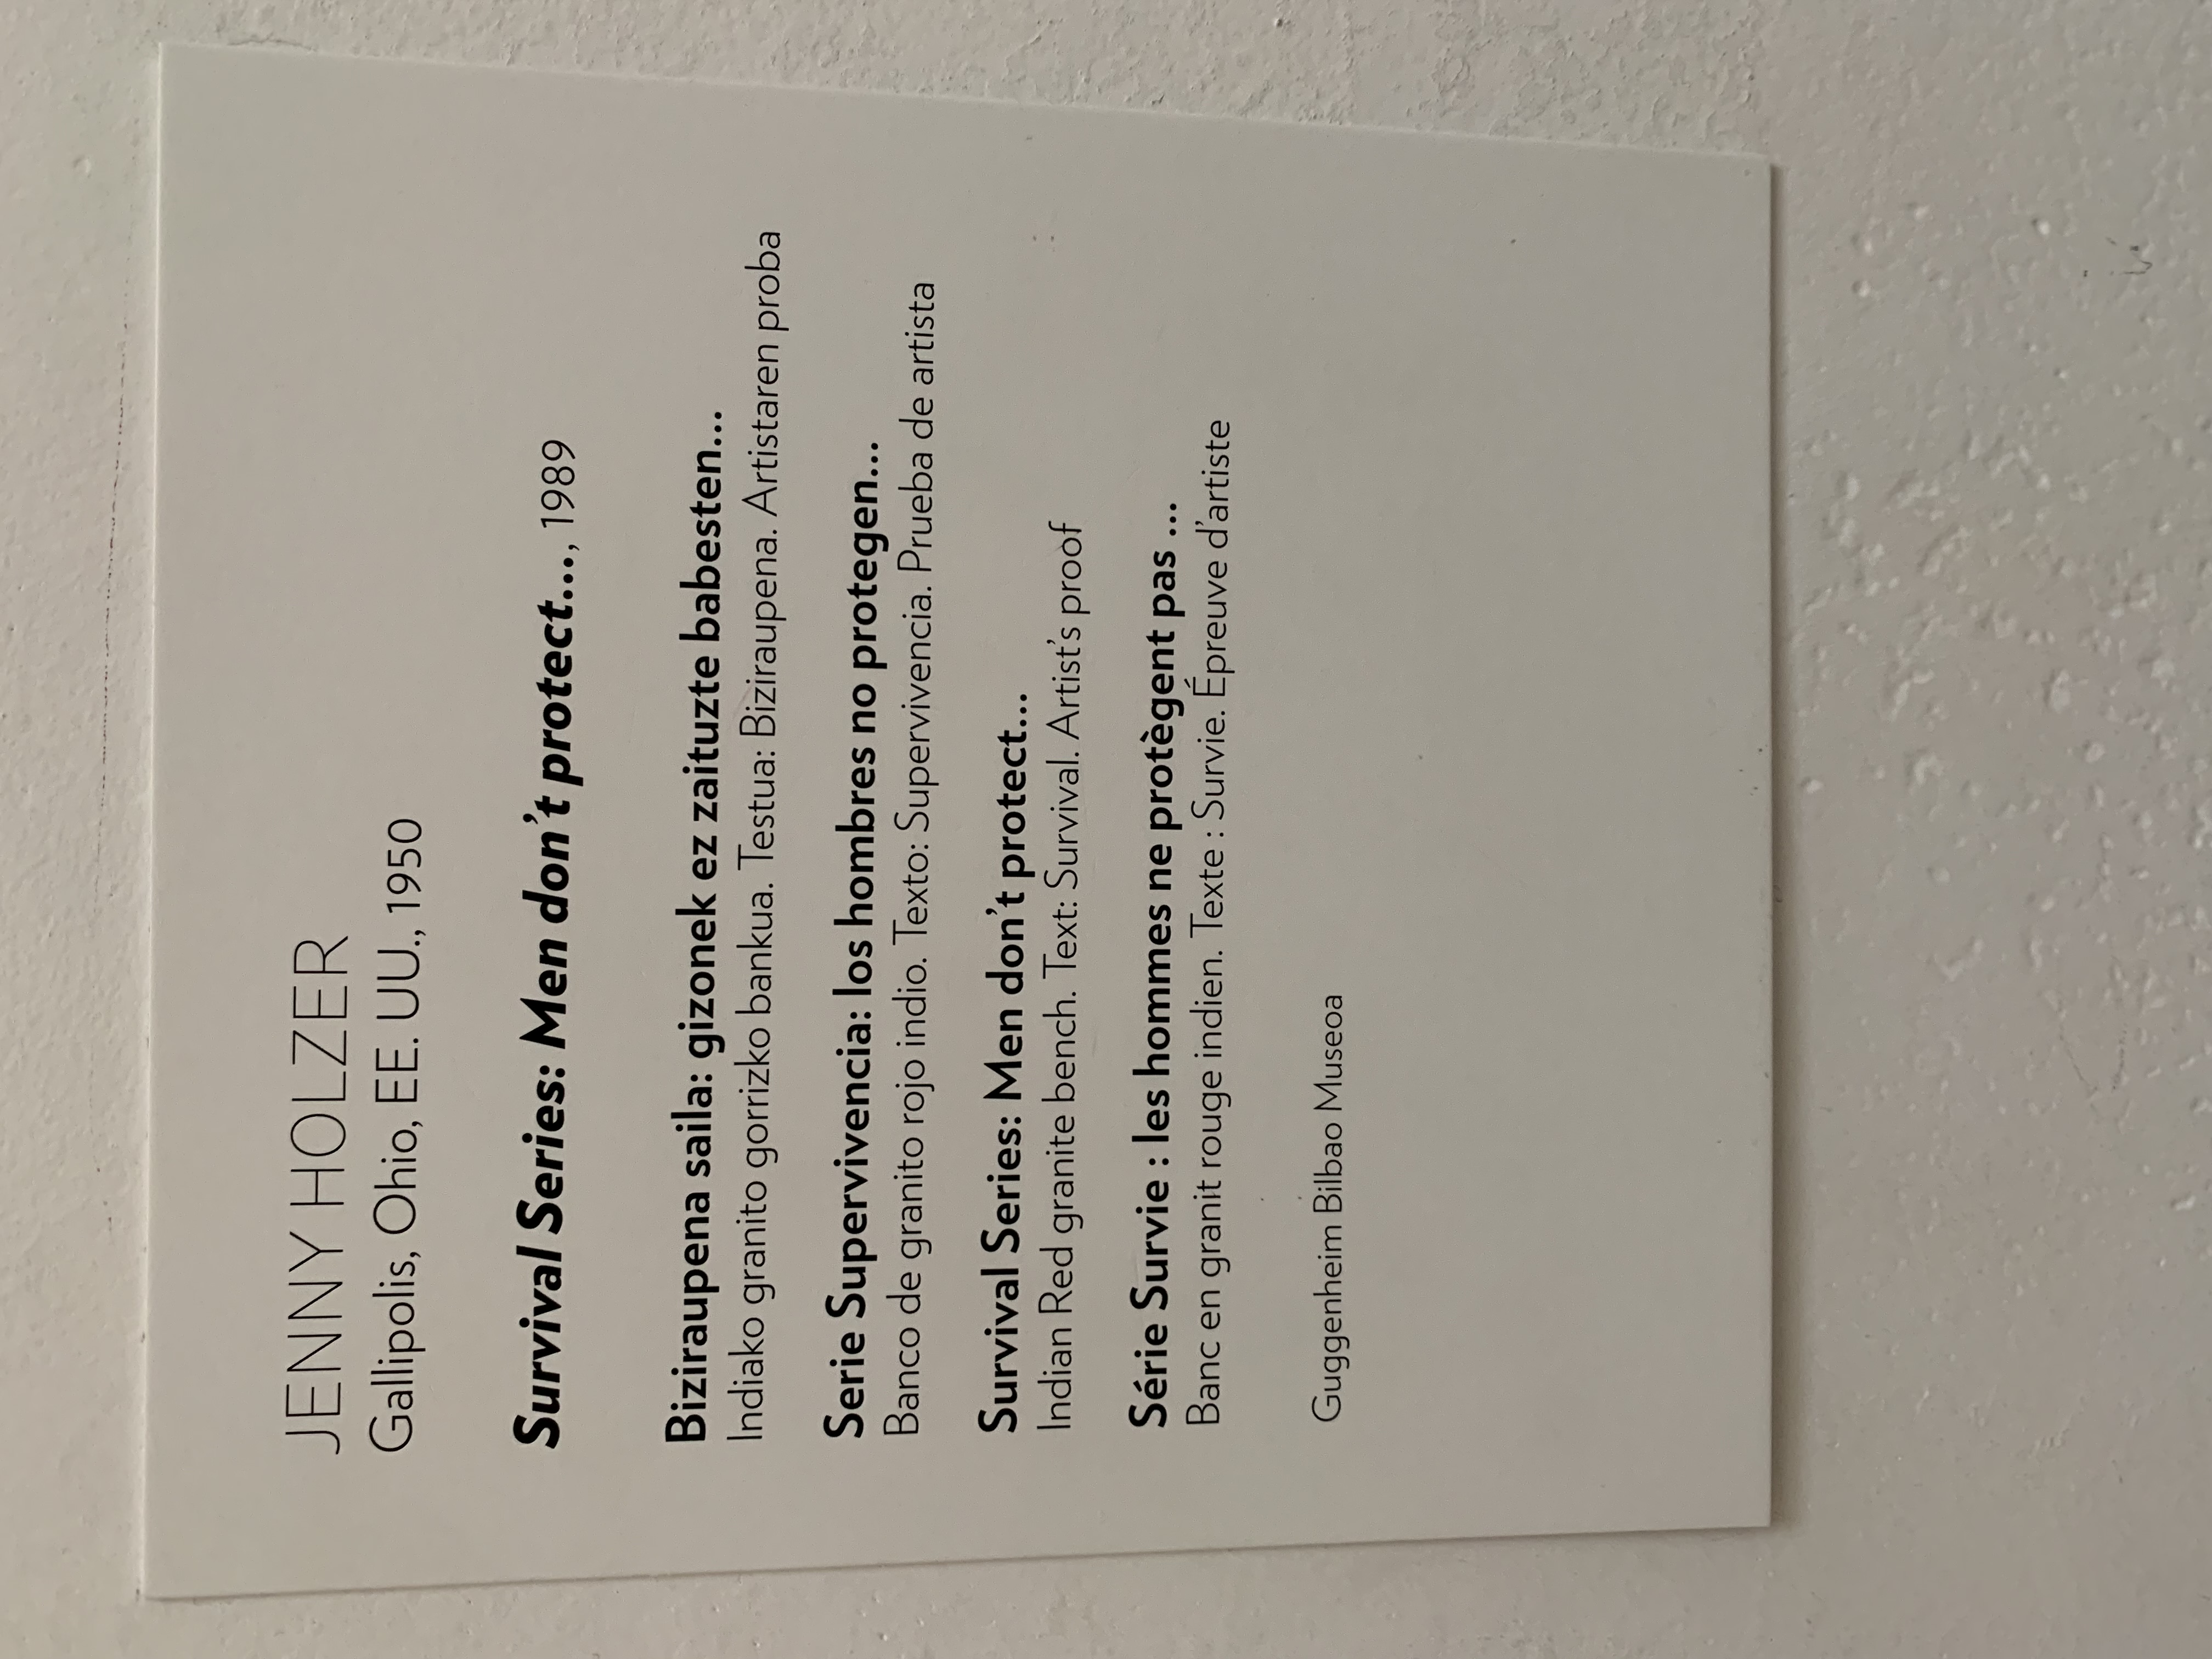 JENNY HOLZER
Gallipolis, Ohio, EE. UU., 1950
Survival Series: Men don’t protect..., 1989
Biziraupena saila: gizonek ez zaituzte babesten...
Indiako granito gorrizko bankua. Testua: Biziraupena. Artistaren proba
Serie Supervivencia: los hombres no protegen...
Banco de granito rojo indio. Texto: Supervivencia. Prueba de artista
Survival Series: Men don’t protect...
Indian Red granite bench. Text: Survival. Artist’s proof
Série Survie : les hommes ne protègent pas ...
Banc en granit rouge indien. Texte : Survie. Épreuve d’artiste
Guggenheim Bilbao Museoa